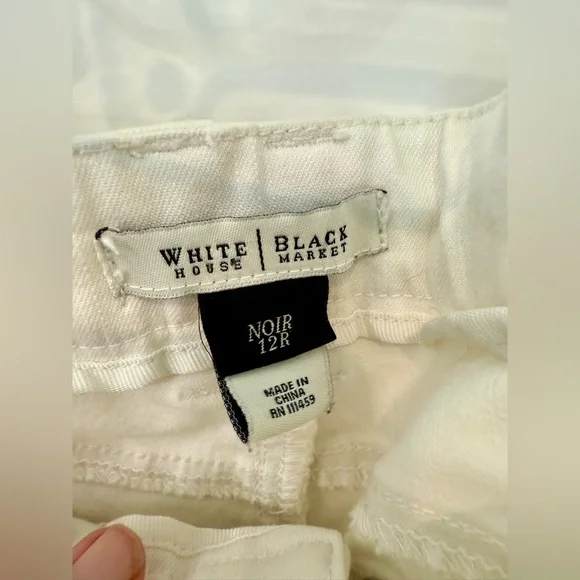 WHITE | BLACK
HOUSE MARKET
NOIR
12R
MADE IN
CHINA
RN 111459